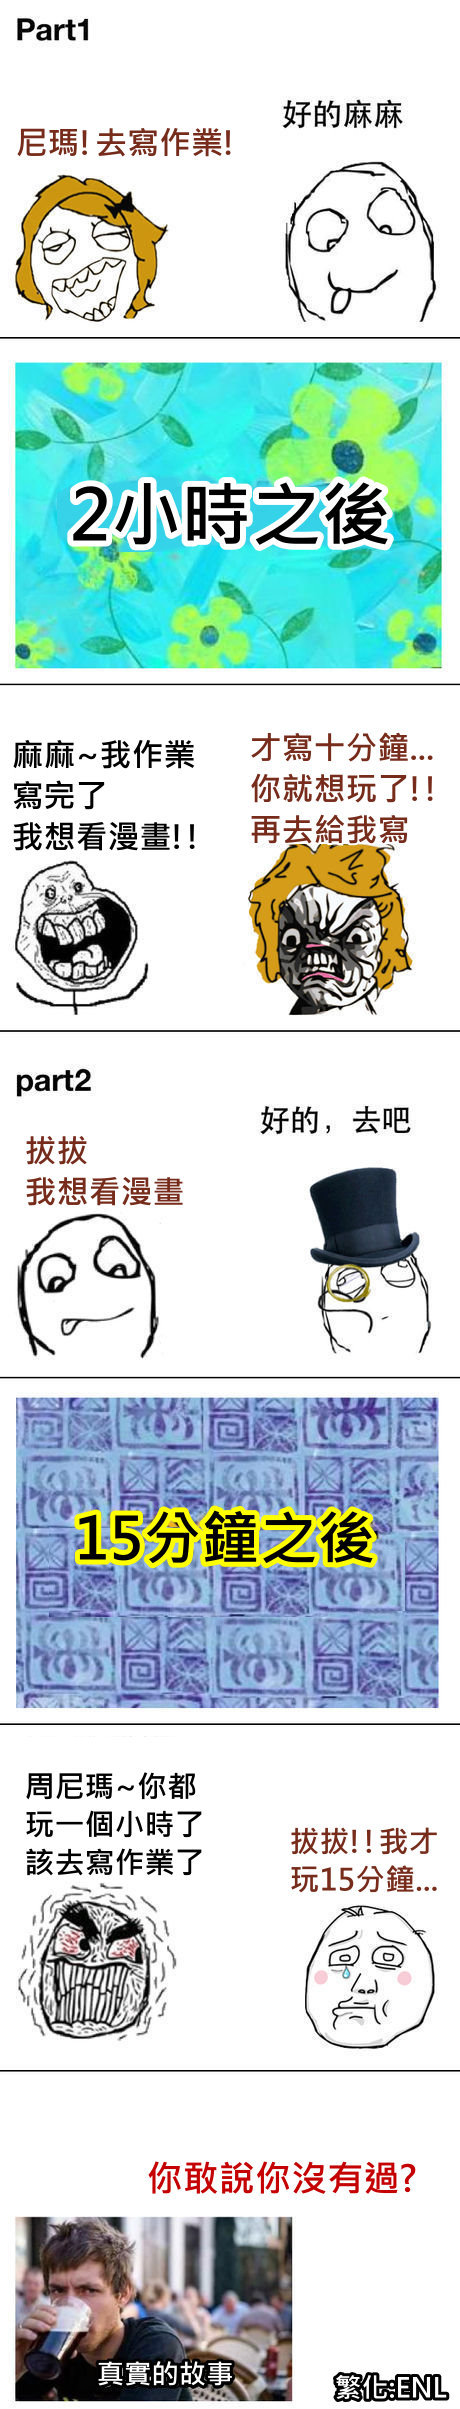 Part1
好的麻麻
尼瑪! 去寫作業!
2小時之後
麻麻~我作業
寫完了
我想看漫畫!!
才寫十分鐘...
你就想玩了!!
再去給我寫
part2
好的，去吧
拔拔
我想看漫畫
15分鐘之後
周尼瑪~你都
玩一個小時了
該去寫作業了
拔拔!!我才
玩15分鐘...
你敢說你沒有過?
真實的故事
繁化:ENL